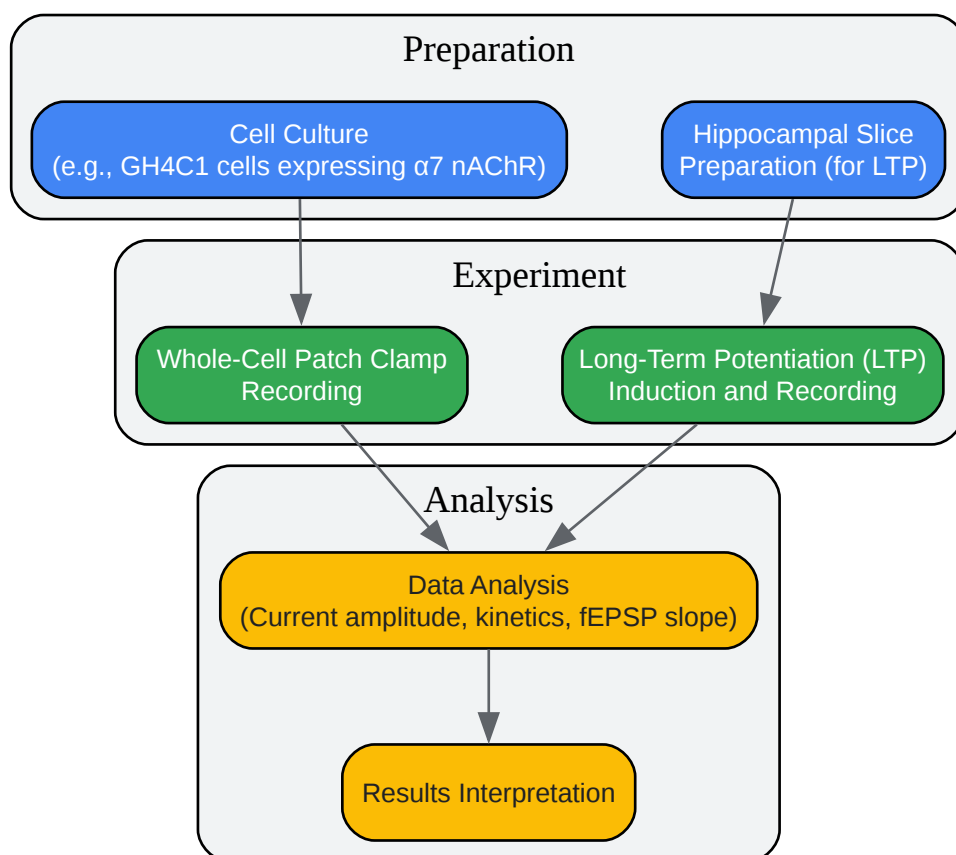 Preparation
Cell Culture
(e.g., GH4C1 cells expressing α7 nAChR)
Hippocampal Slice
Preparation (for LTP)
Experiment
Whole-Cell Patch Clamp
Recording
Long-Term Potentiation (LTP)
Induction and Recording
Analysis
Data Analysis
(Current amplitude, kinetics, fEPSP slope)
Results Interpretation